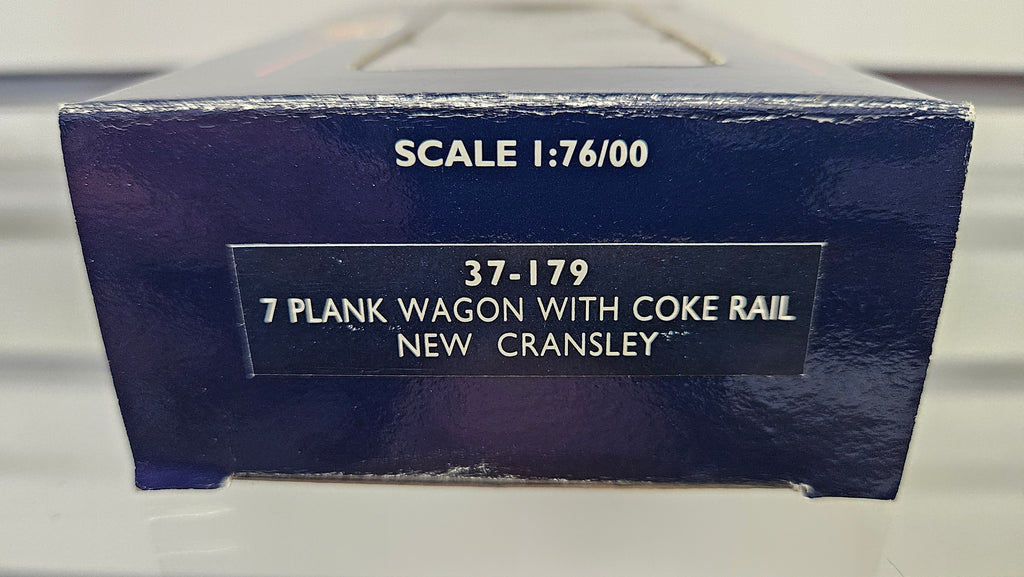 SCALE 1:76/00
37-179
7 PLANK WAGON WITH COKE RAIL
NEW CRANSLEY